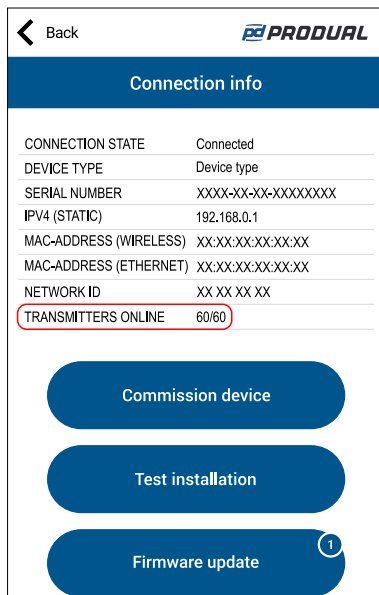 Back
pd PRODUAL
Connection info
CONNECTION STATE Connected
DEVICE TYPE Device type
SERIAL NUMBER XXXX-XX-XX-XXXXXXXX
IPV4 (STATIC) 192.168.0.1
MAC-ADDRESS (WIRELESS) XX:XX:XX:XX:XX:XX
MAC-ADDRESS (ETHERNET) XX:XX:XX:XX:XX:XX
NETWORK ID XX XX XX XX
TRANSMITTERS ONLINE 60/60
Commission device
Test installation
1
Firmware update